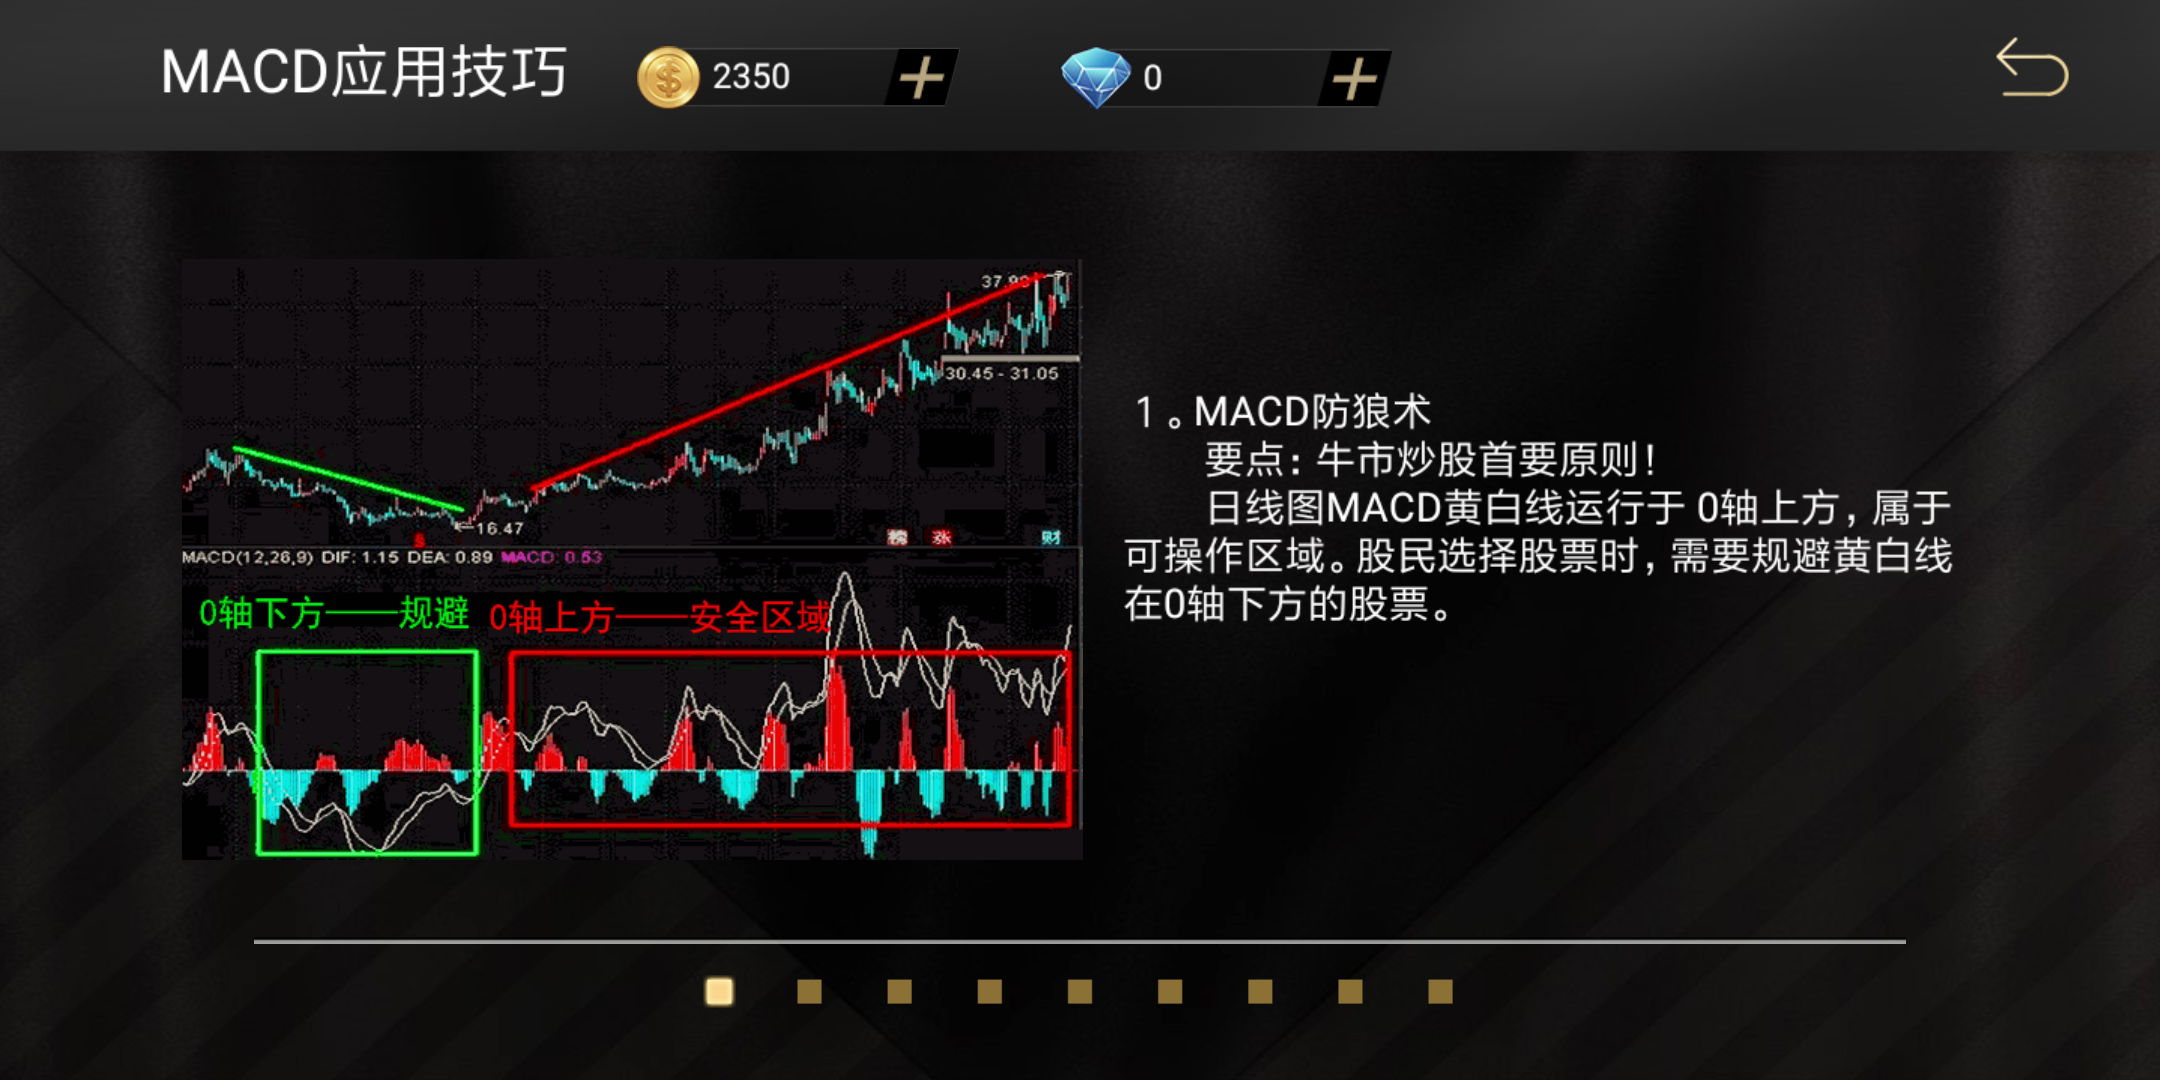 MACD应用技巧
2350
0
37.9
30.45 - 31.05
16.47
涨
财
MACD(12,26,9) DIF: 1.15 DEA: 0.89 MACD: 0.53
0轴下方——规避
0轴上方——安全区域
1。MACD防狼术
要点：牛市炒股首要原则！
日线图MACD黄白线运行于 0轴上方，属于
可操作区域。股民选择股票时，需要规避黄白线
在0轴下方的股票。